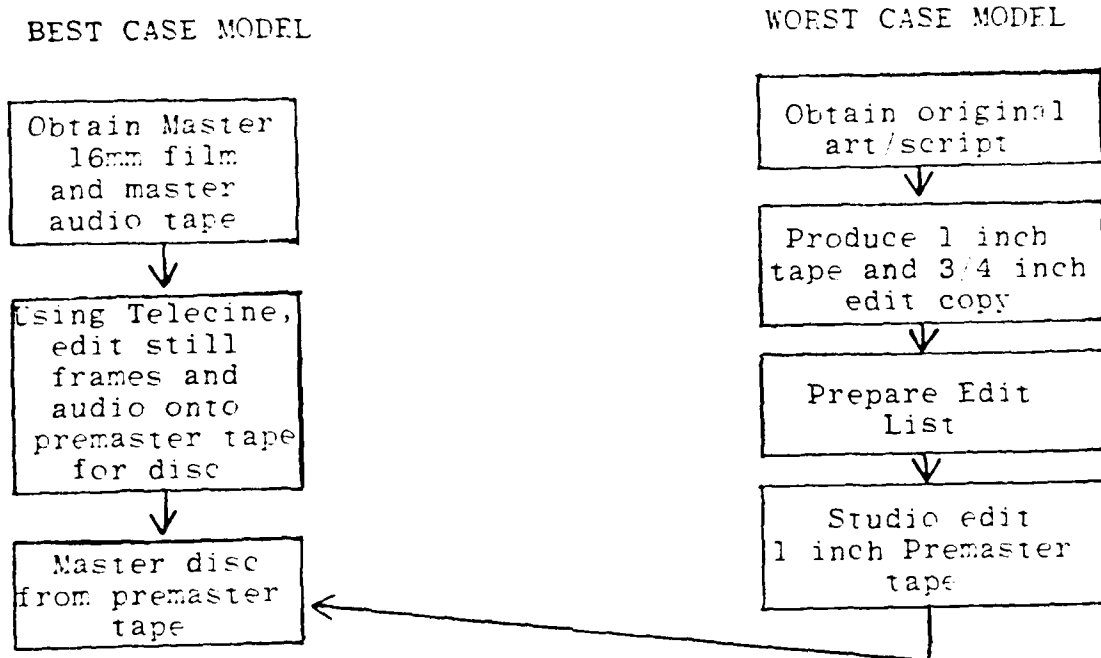 BEST CASE MODEL
Obtain Master
16mm film
and master
audio tape
Using Telecine,
edit still
frames and
audio onto
premaster tape
for disc
Master disc
from premaster
tape
WORST CASE MODEL
Obtain original
art/script
Produce 1 inch
tape and 3/4 inch
edit copy
Prepare Edit
List
Studio edit
1 inch Premaster
tape